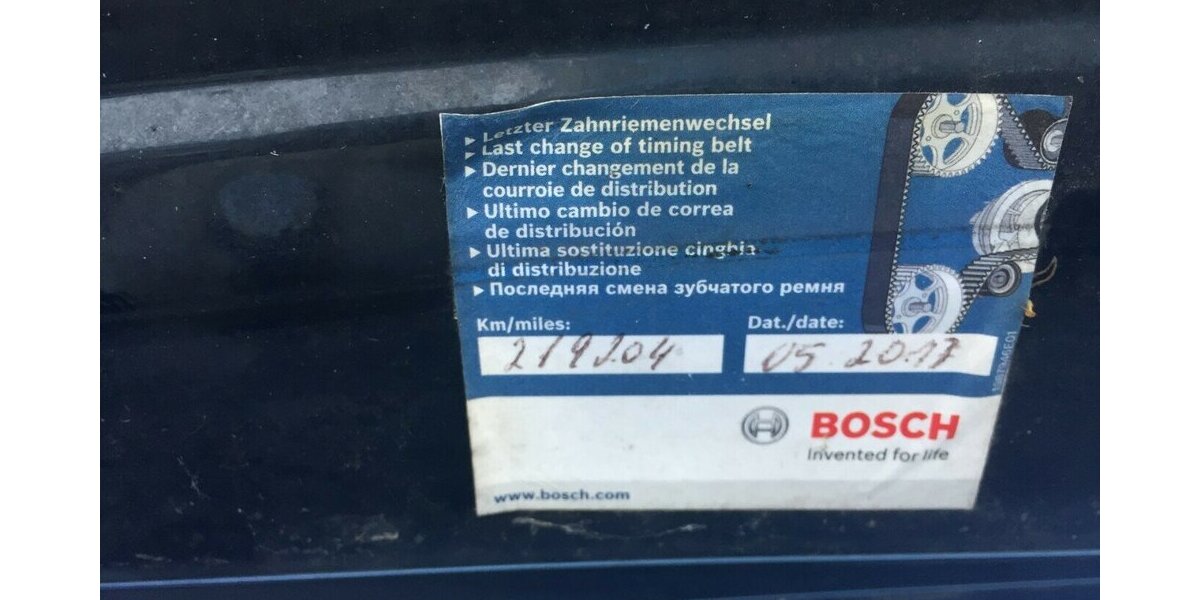 ► Letzter Zahnriemenwechsel
► Last change of timing belt
► Dernier changement de la
courroie de distribution
► Ultimo cambio de correa
de distribución
► Ultima sostituzione cinghia
di distribuzione
► Последняя смена зубчатого ремня
Km/miles: Dat./date:
05.2017
BOSCH
Invented for life
www.bosch.com